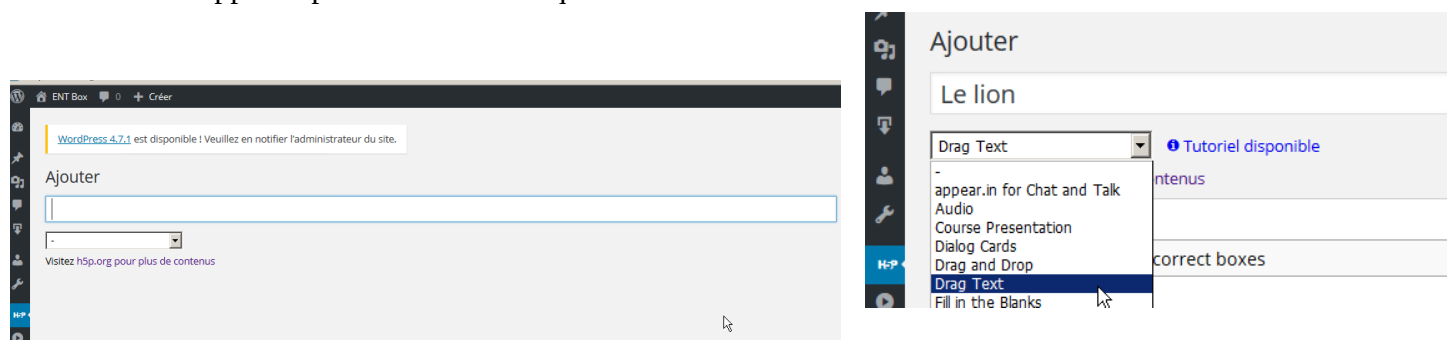 ENT Box 0 + Créer
WordPress 4.7.1 est disponible ! Veuillez en notifier l'administrateur du site.
Ajouter
-
Visitez h5p.org pour plus de contenus
H5P
Ajouter
Le lion
Drag Text
Tutoriel disponible
-
ntenus
appear.in for Chat and Talk
Audio
Course Presentation
Dialog Cards
Drag and Drop
correct boxes
Drag Text
Fill in the Blanks
H5P